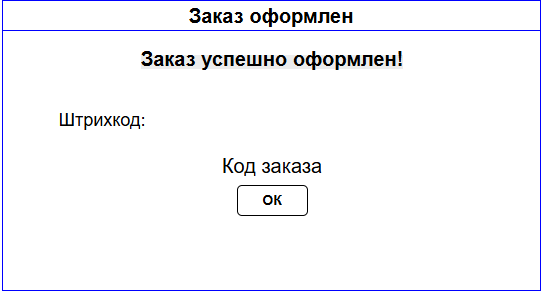 Заказ оформлен
Заказ успешно оформлен!
Штрихкод:
Код заказа
ОК